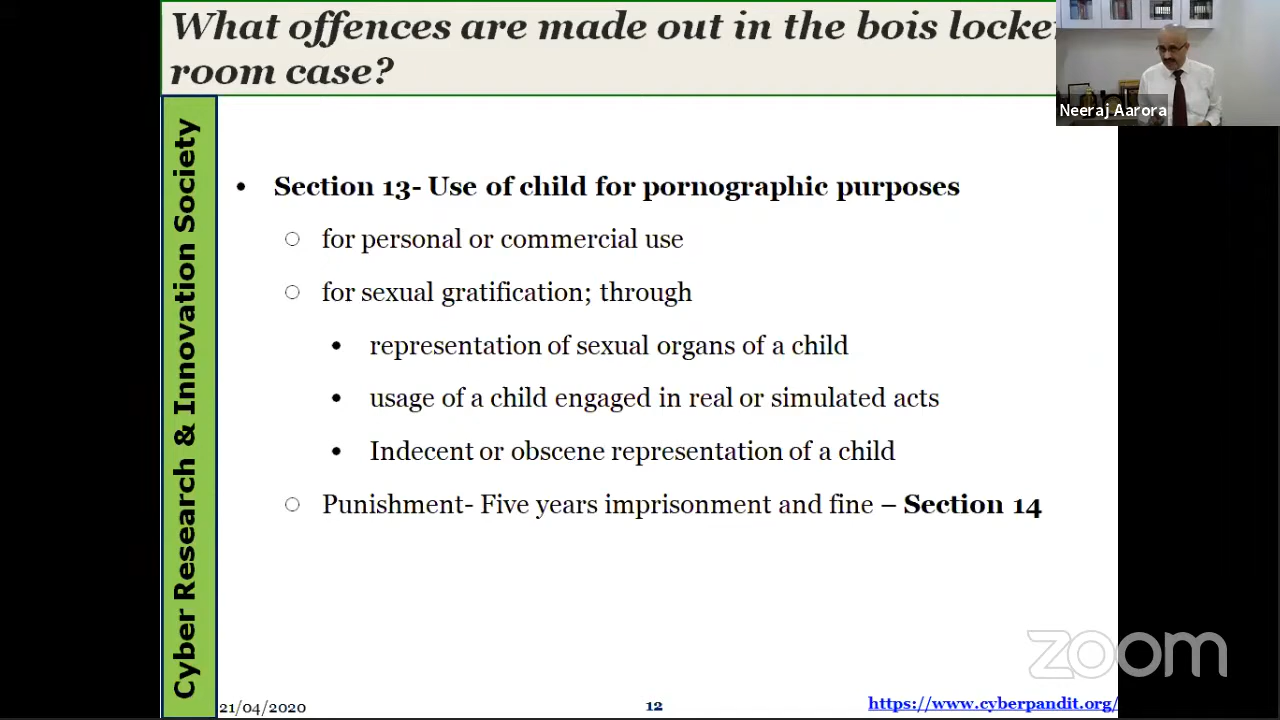 What offences are made out in the bois locke
room case?
Neeraj Aarora
Cyber Research & Innovation Society
• Section 13- Use of child for pornographic purposes
○ for personal or commercial use
○ for sexual gratification; through
• representation of sexual organs of a child
• usage of a child engaged in real or simulated acts
• Indecent or obscene representation of a child
○ Punishment- Five years imprisonment and fine – Section 14
zoom
21/04/2020
12
https://www.cyberpandit.org/